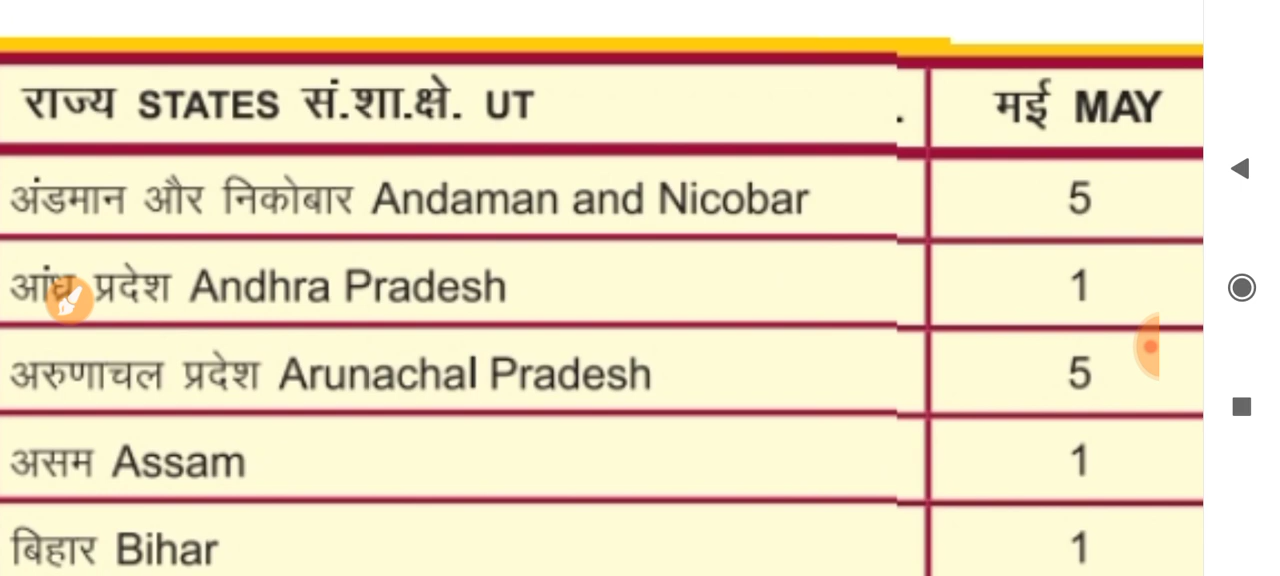 राज्य STATES सं.शा.क्षे. UT . मई MAY
अंडमान और निकोबार Andaman and Nicobar 5
प्रदेश Andhra Pradesh 1
अरुणाचल प्रदेश Arunachal Pradesh 5
असम Assam 1
बिहार Bihar 1